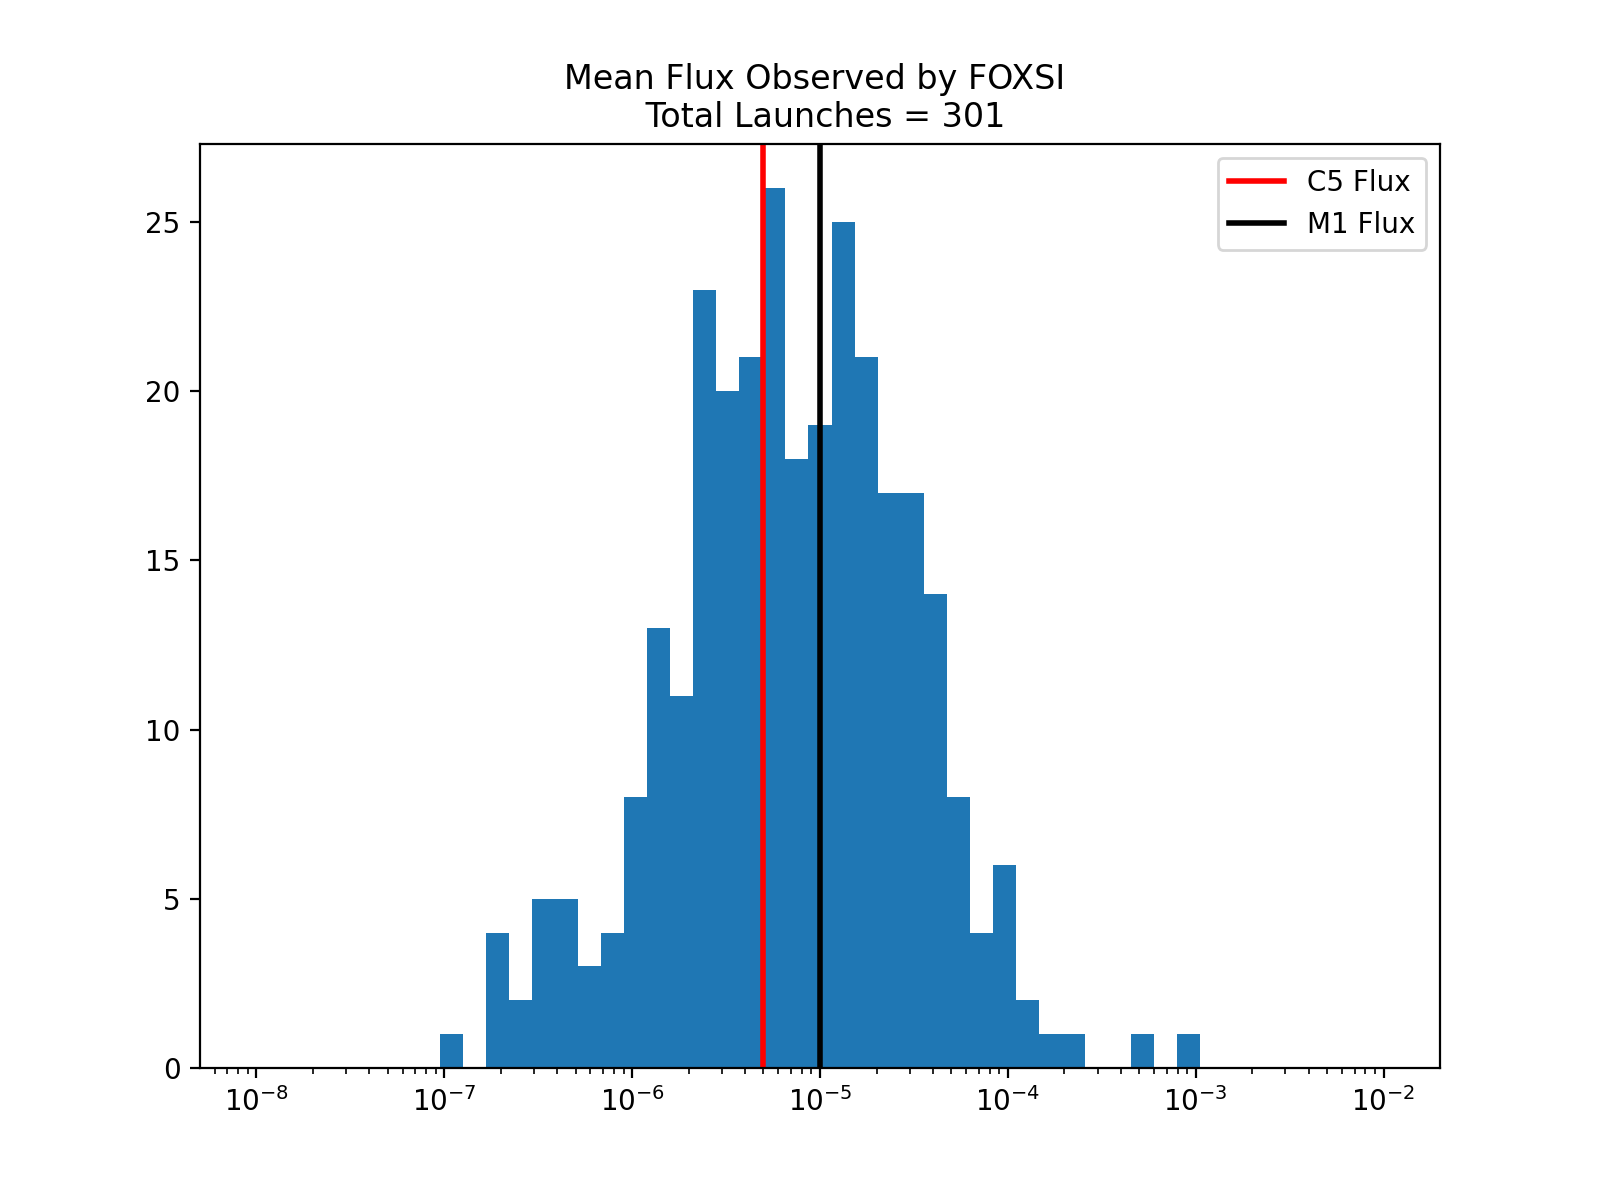 Mean Flux Observed by FOXSI
Total Launches = 301
C5 Flux
M1 Flux
25
20
15
10
5
0
10⁻⁸ 10⁻⁷ 10⁻⁶ 10⁻⁵ 10⁻⁴ 10⁻³ 10⁻²